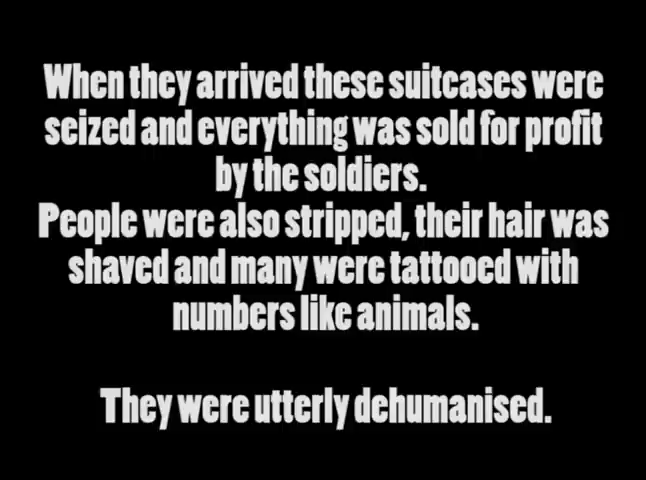 When they arrived these suitcases were
seized and everything was sold for profit
by the soldiers.
People were also stripped, their hair was
shaved and many were tattooed with
numbers like animals.
They were utterly dehumanised.